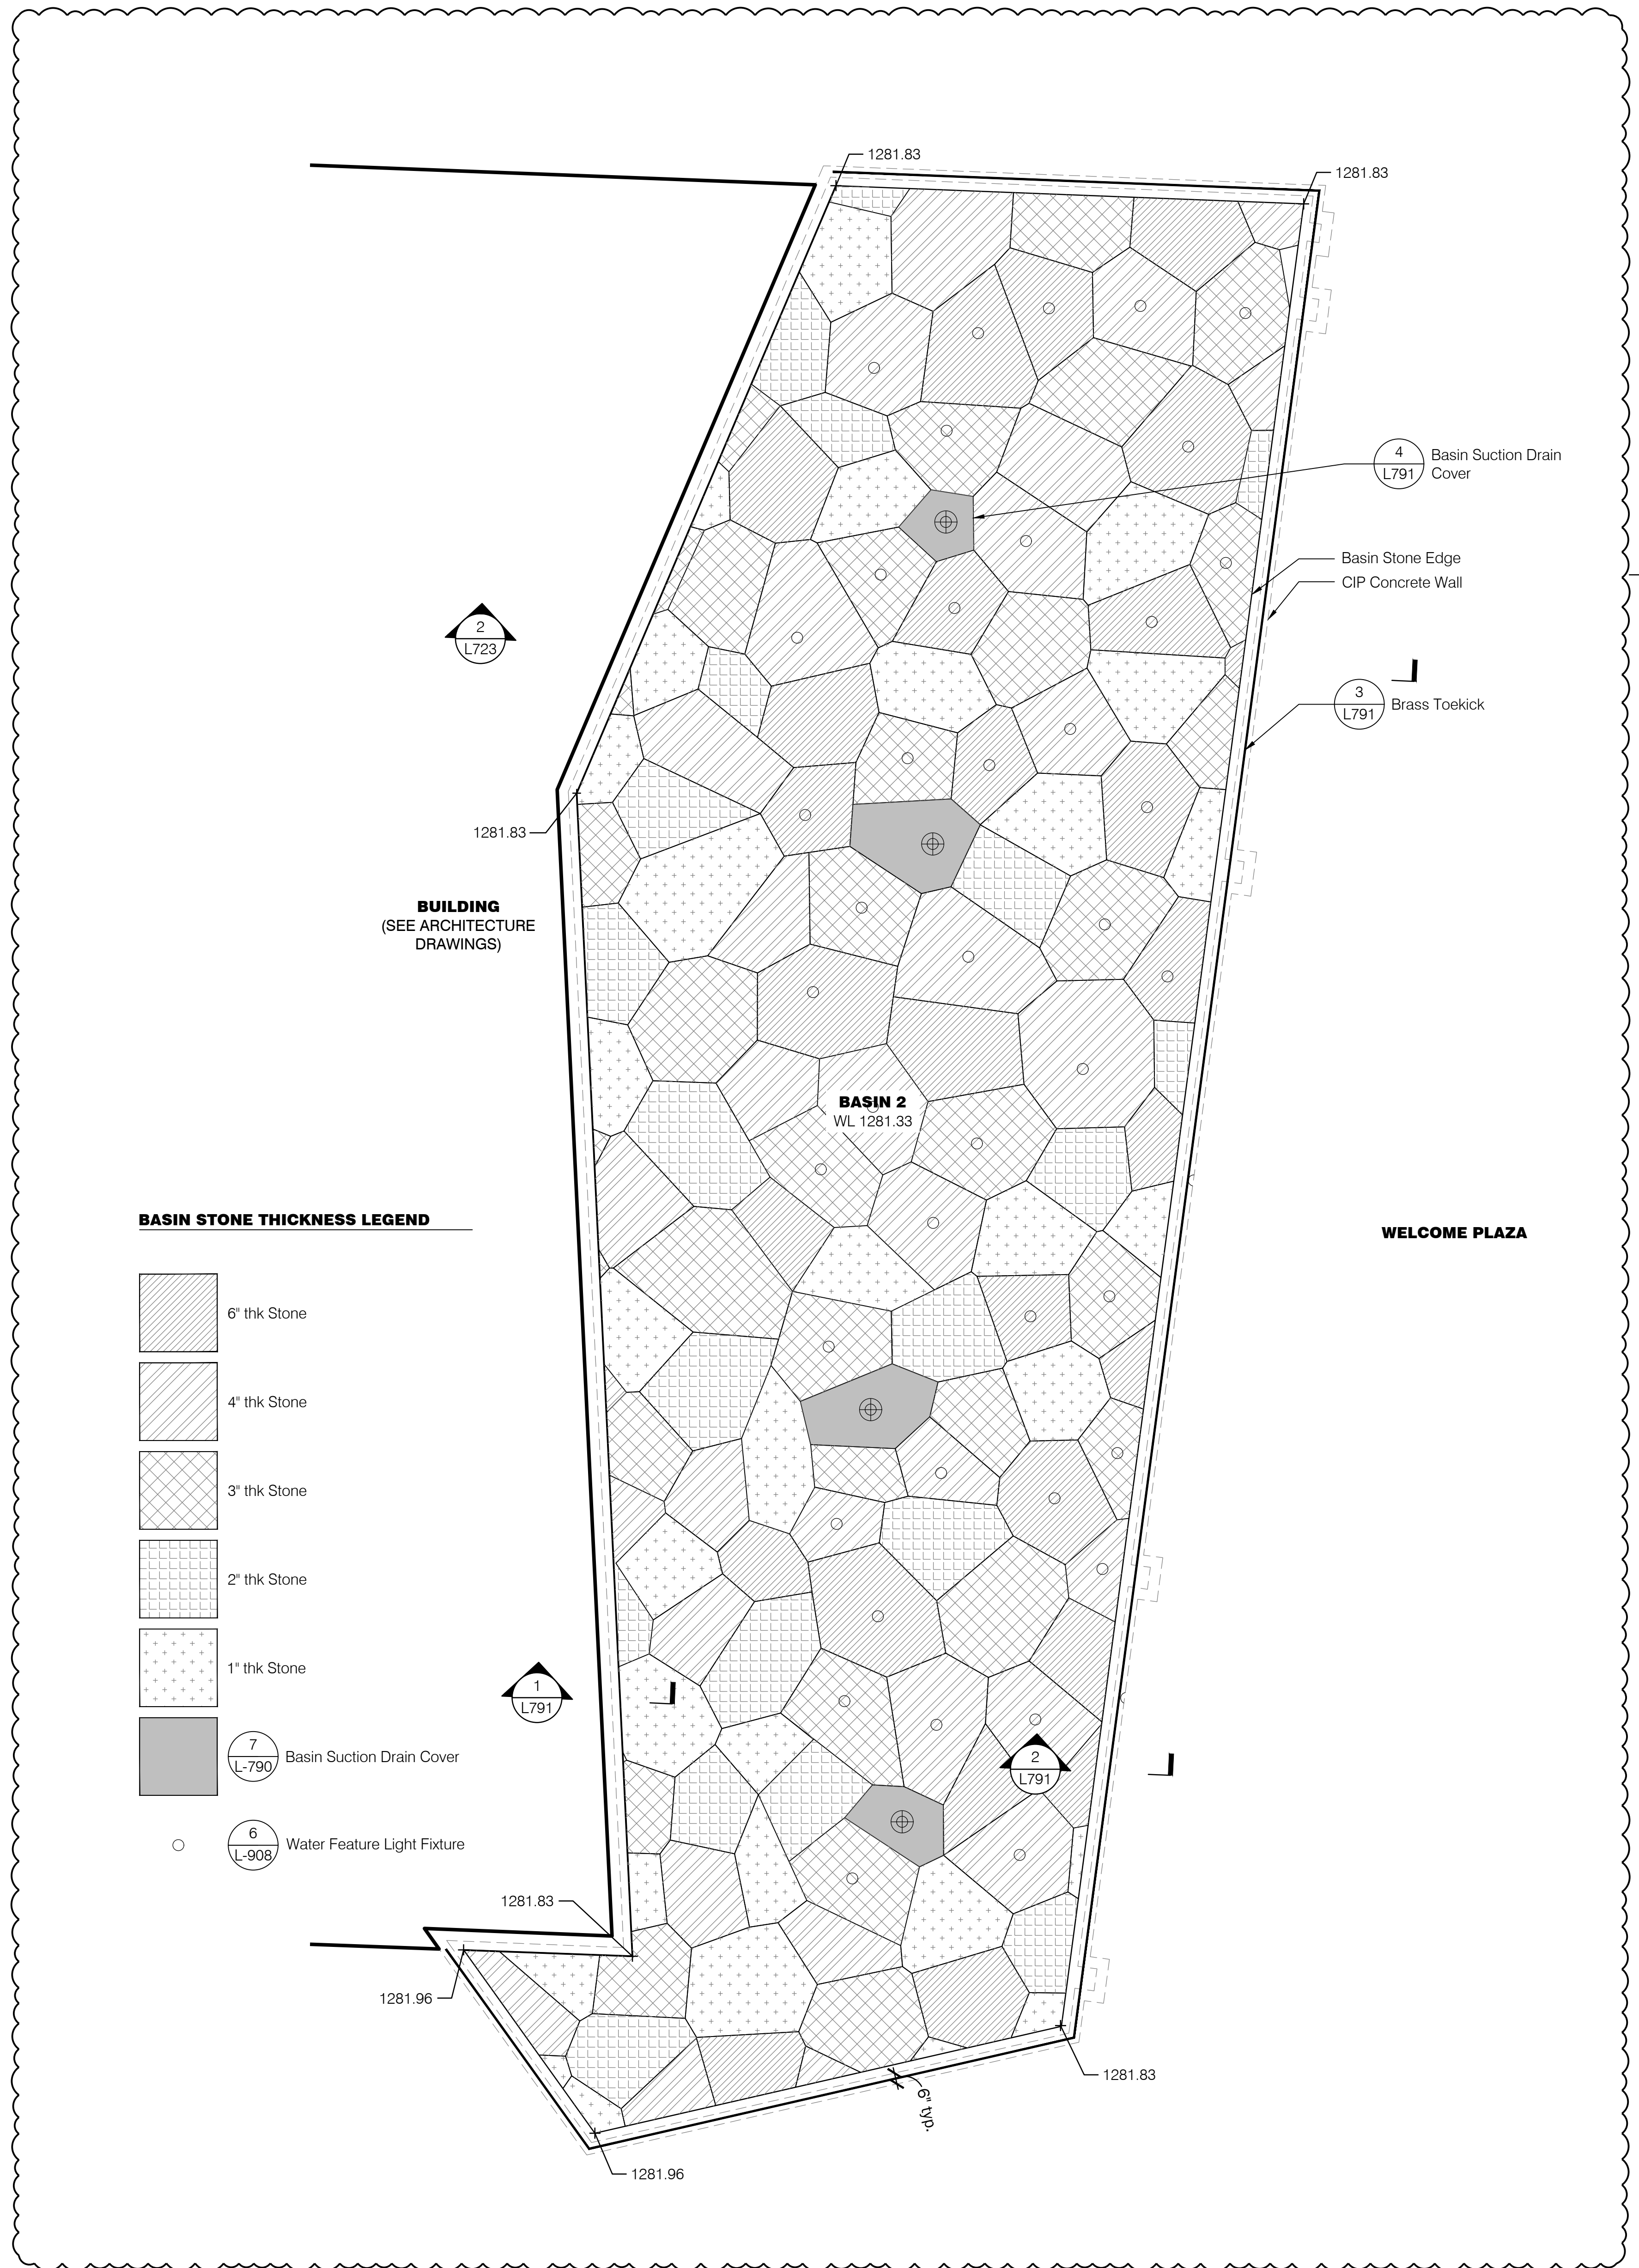 1281.83
1281.83
4
L791
Basin Suction Drain
Cover
Basin Stone Edge
CIP Concrete Wall
2
L723
3
L791
Brass Toekick
1281.83
BUILDING
(SEE ARCHITECTURE
DRAWINGS)
BASIN 2
WL 1281.33
WELCOME PLAZA
BASIN STONE THICKNESS LEGEND
6" thk Stone
4" thk Stone
3" thk Stone
2" thk Stone
1" thk Stone
7
L-790
Basin Suction Drain Cover
6
L-908
Water Feature Light Fixture
1
L791
2
L791
1281.83
1281.96
1281.83
6" typ.
1281.96